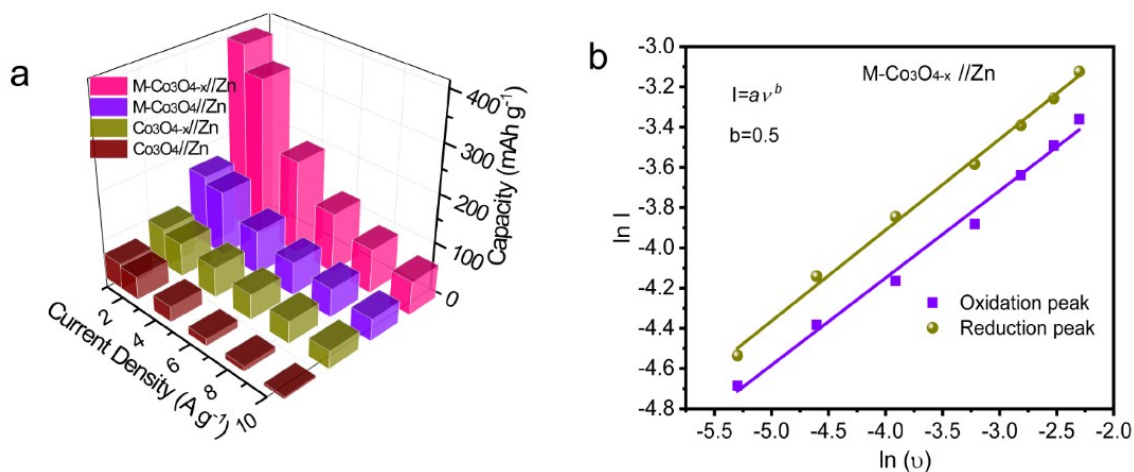 a
M-Co₃O₄₋ₓ//Zn
M-Co₃O₄//Zn
Co₃O₄₋ₓ//Zn
Co₃O₄//Zn
400
300
200
100
0
Capacity (mAh g⁻¹)
2
4
6
8
10
Current Density (A g⁻¹)
b
-3.0
-3.2
-3.4
-3.6
-3.8
-4.0
-4.2
-4.4
-4.6
-4.8
ln I
I=aνᵇ
b=0.5
M-Co₃O₄₋ₓ //Zn
Oxidation peak
Reduction peak
-5.5 -5.0 -4.5 -4.0 -3.5 -3.0 -2.5 -2.0
ln (υ)